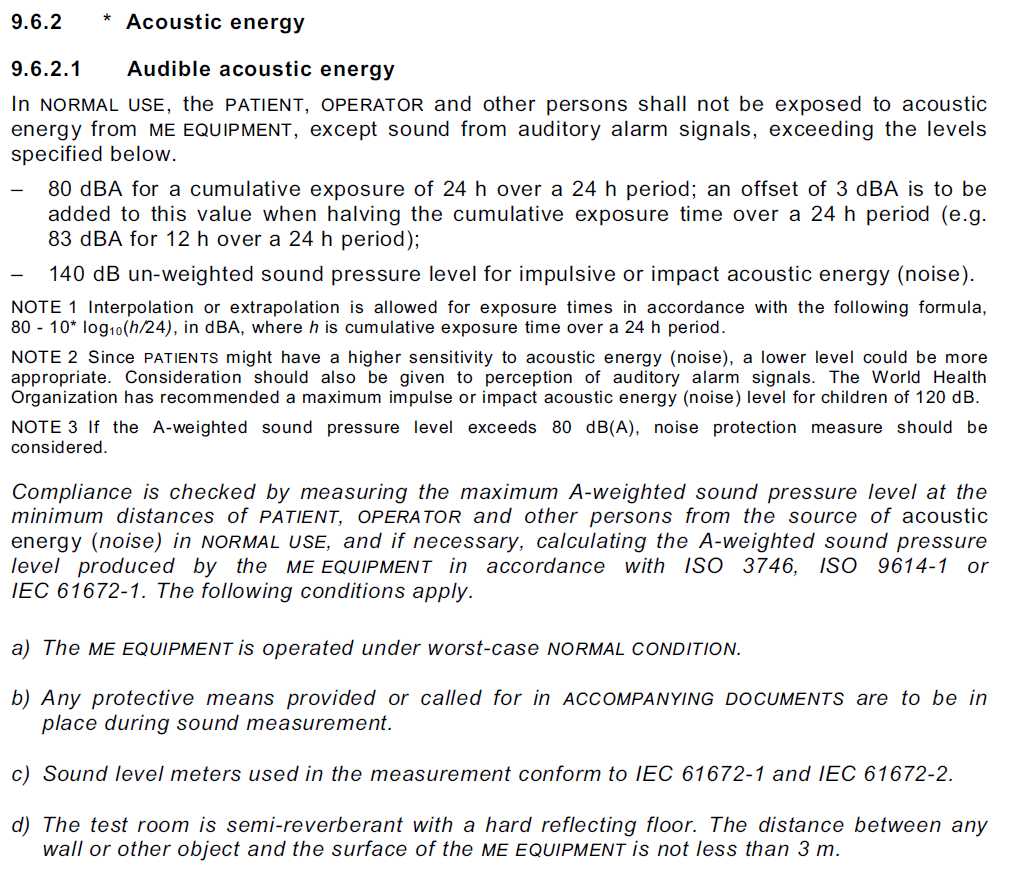 9.6.2 * Acoustic energy
9.6.2.1 Audible acoustic energy
In NORMAL USE, the PATIENT, OPERATOR and other persons shall not be exposed to acoustic
energy from ME EQUIPMENT, except sound from auditory alarm signals, exceeding the levels
specified below.
– 80 dBA for a cumulative exposure of 24 h over a 24 h period; an offset of 3 dBA is to be
added to this value when halving the cumulative exposure time over a 24 h period (e.g.
83 dBA for 12 h over a 24 h period);
– 140 dB un-weighted sound pressure level for impulsive or impact acoustic energy (noise).
NOTE 1 Interpolation or extrapolation is allowed for exposure times in accordance with the following formula,
80 - 10* log₁₀(h/24), in dBA, where h is cumulative exposure time over a 24 h period.
NOTE 2 Since PATIENTS might have a higher sensitivity to acoustic energy (noise), a lower level could be more
appropriate. Consideration should also be given to perception of auditory alarm signals. The World Health
Organization has recommended a maximum impulse or impact acoustic energy (noise) level for children of 120 dB.
NOTE 3 If the A-weighted sound pressure level exceeds 80 dB(A), noise protection measure should be
considered.
Compliance is checked by measuring the maximum A-weighted sound pressure level at the
minimum distances of PATIENT, OPERATOR and other persons from the source of acoustic
energy (noise) in NORMAL USE, and if necessary, calculating the A-weighted sound pressure
level produced by the ME EQUIPMENT in accordance with ISO 3746, ISO 9614-1 or
IEC 61672-1. The following conditions apply.
a) The ME EQUIPMENT is operated under worst-case NORMAL CONDITION.
b) Any protective means provided or called for in ACCOMPANYING DOCUMENTS are to be in
place during sound measurement.
c) Sound level meters used in the measurement conform to IEC 61672-1 and IEC 61672-2.
d) The test room is semi-reverberant with a hard reflecting floor. The distance between any
wall or other object and the surface of the ME EQUIPMENT is not less than 3 m.